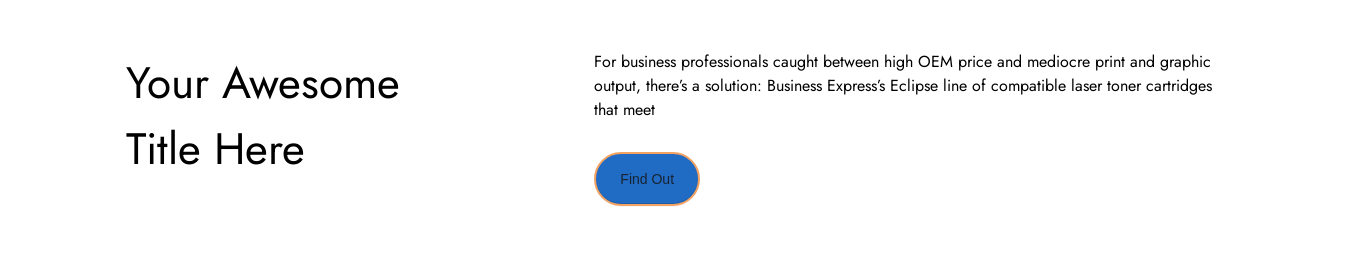 Your Awesome
Title Here
For business professionals caught between high OEM price and mediocre print and graphic
output, there’s a solution: Business Express’s Eclipse line of compatible laser toner cartridges
that meet
Find Out